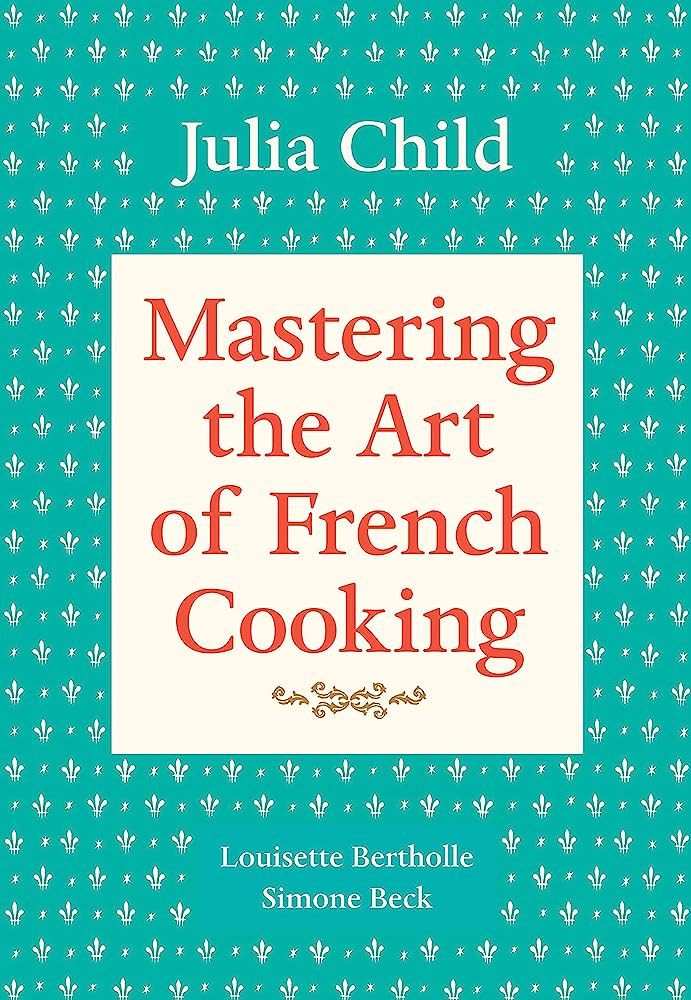 Julia Child
Mastering
the Art
of French
Cooking
Louisette Bertholle
Simone Beck